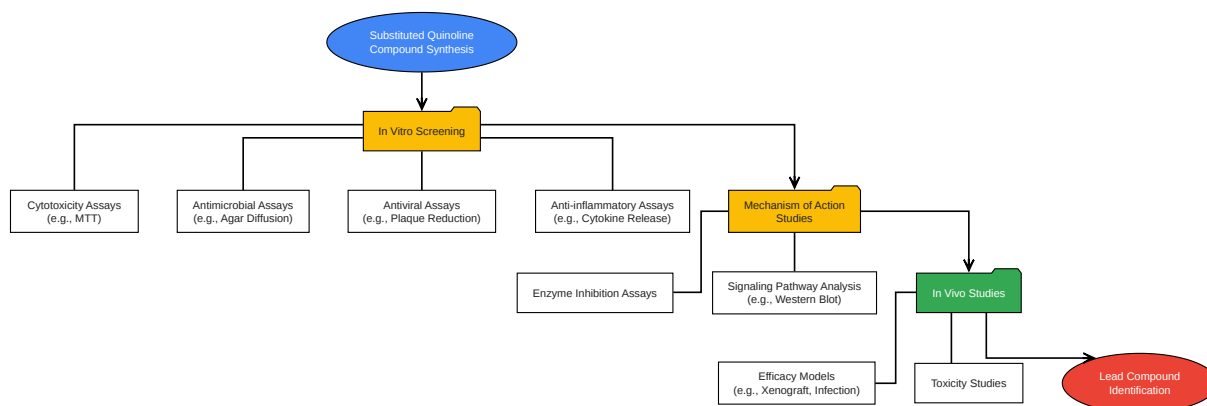 Substituted Quinoline
Compound Synthesis
In Vitro Screening
Cytotoxicity Assays
(e.g., MTT)
Antimicrobial Assays
(e.g., Agar Diffusion)
Antiviral Assays
(e.g., Plaque Reduction)
Anti-inflammatory Assays
(e.g., Cytokine Release)
Mechanism of Action
Studies
Enzyme Inhibition Assays
Signaling Pathway Analysis
(e.g., Western Blot)
In Vivo Studies
Efficacy Models
(e.g., Xenograft, Infection)
Toxicity Studies
Lead Compound
Identification